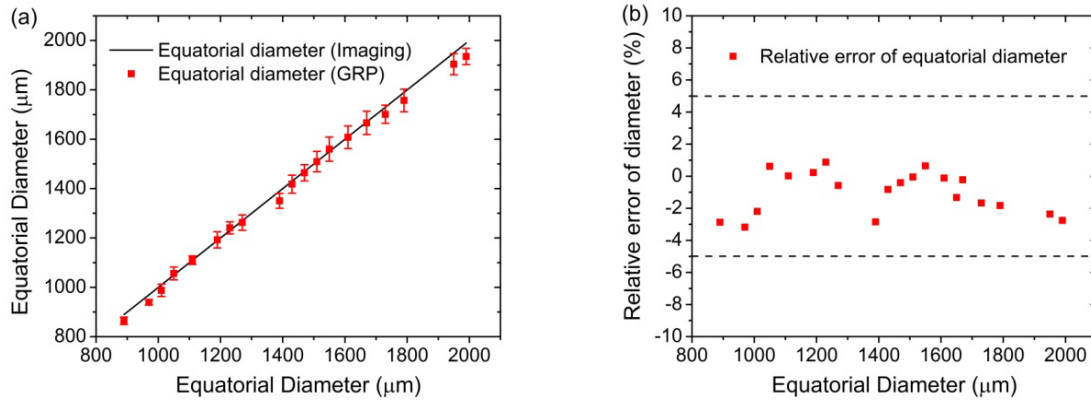 (a)
Equatorial diameter (Imaging)
Equatorial diameter (GRP)
2000
1800
1600
1400
1200
1000
800
Equatorial Diameter (μm)
800 1000 1200 1400 1600 1800 2000
Equatorial Diameter (μm)
(b)
Relative error of equatorial diameter
10
8
6
4
2
0
-2
-4
-6
-8
-10
Relative error of diameter (%)
800 1000 1200 1400 1600 1800 2000
Equatorial Diameter (μm)